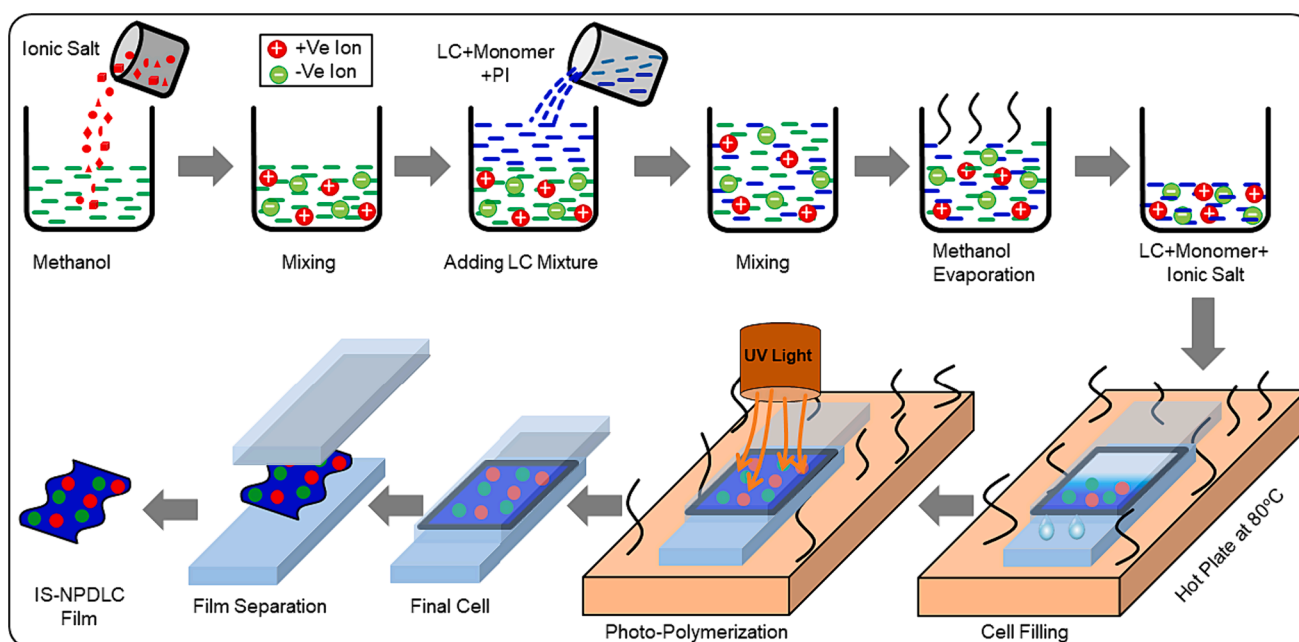 Ionic Salt
+Ve Ion
-Ve Ion
LC+Monomer
+PI
Methanol
Mixing
Adding LC Mixture
Mixing
Methanol
Evaporation
LC+Monomer+
Ionic Salt
UV Light
Hot Plate at 80°C
IS-NPDLC
Film
Film Separation
Final Cell
Photo-Polymerization
Cell Filling